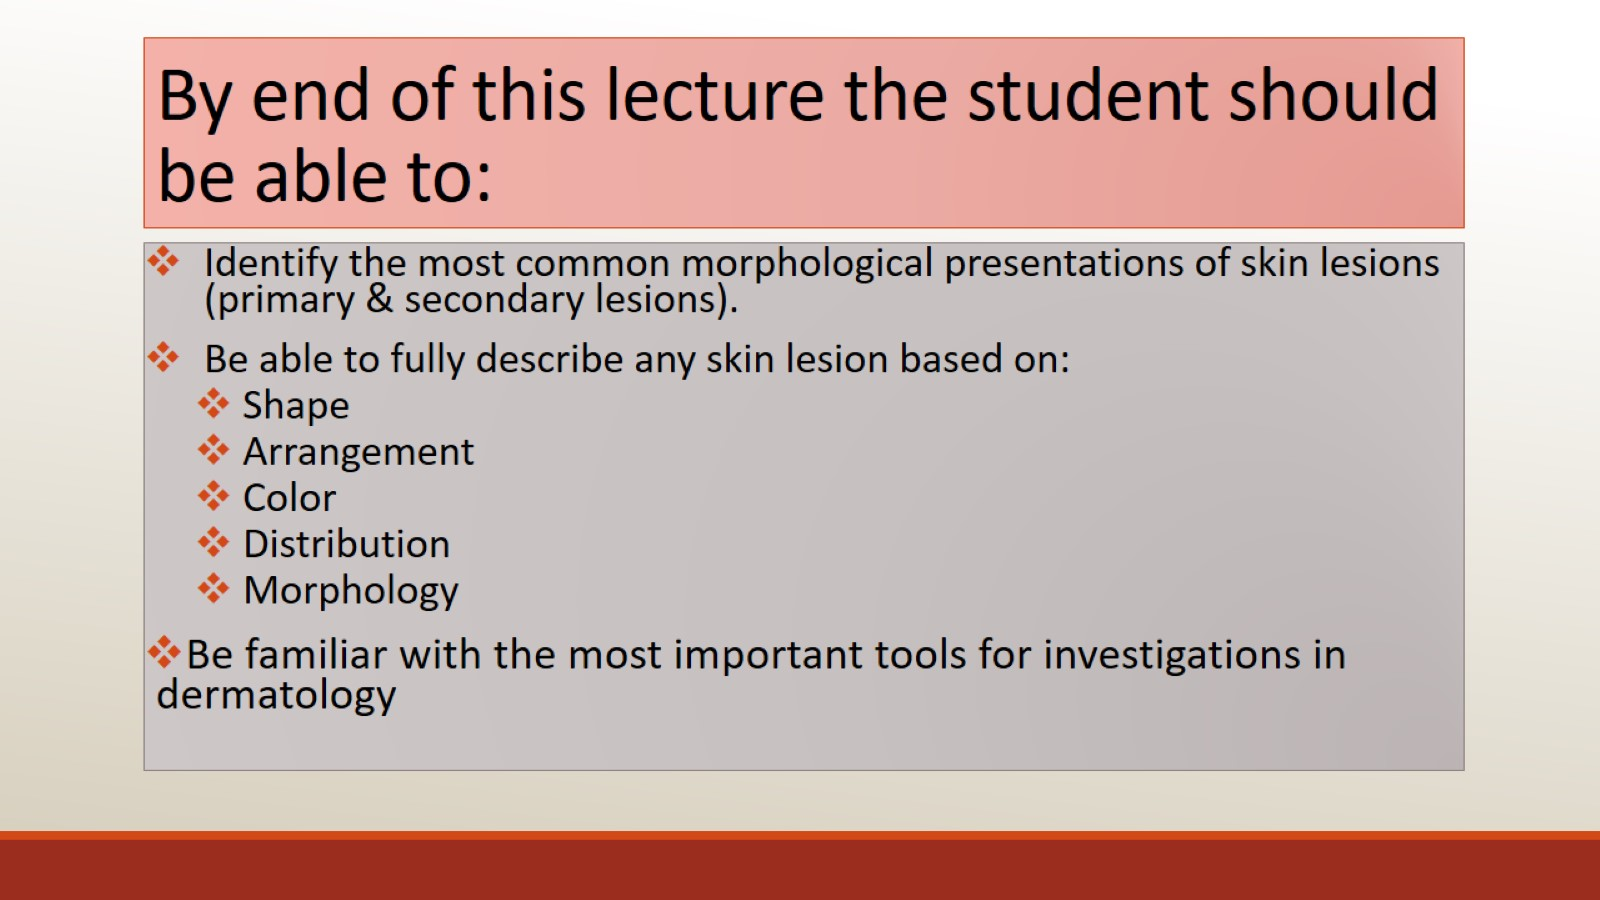 By end of this lecture the student should
be able to:
❖ Identify the most common morphological presentations of skin lesions
(primary & secondary lesions).
❖ Be able to fully describe any skin lesion based on:
❖ Shape
❖ Arrangement
❖ Color
❖ Distribution
❖ Morphology
❖Be familiar with the most important tools for investigations in
dermatology